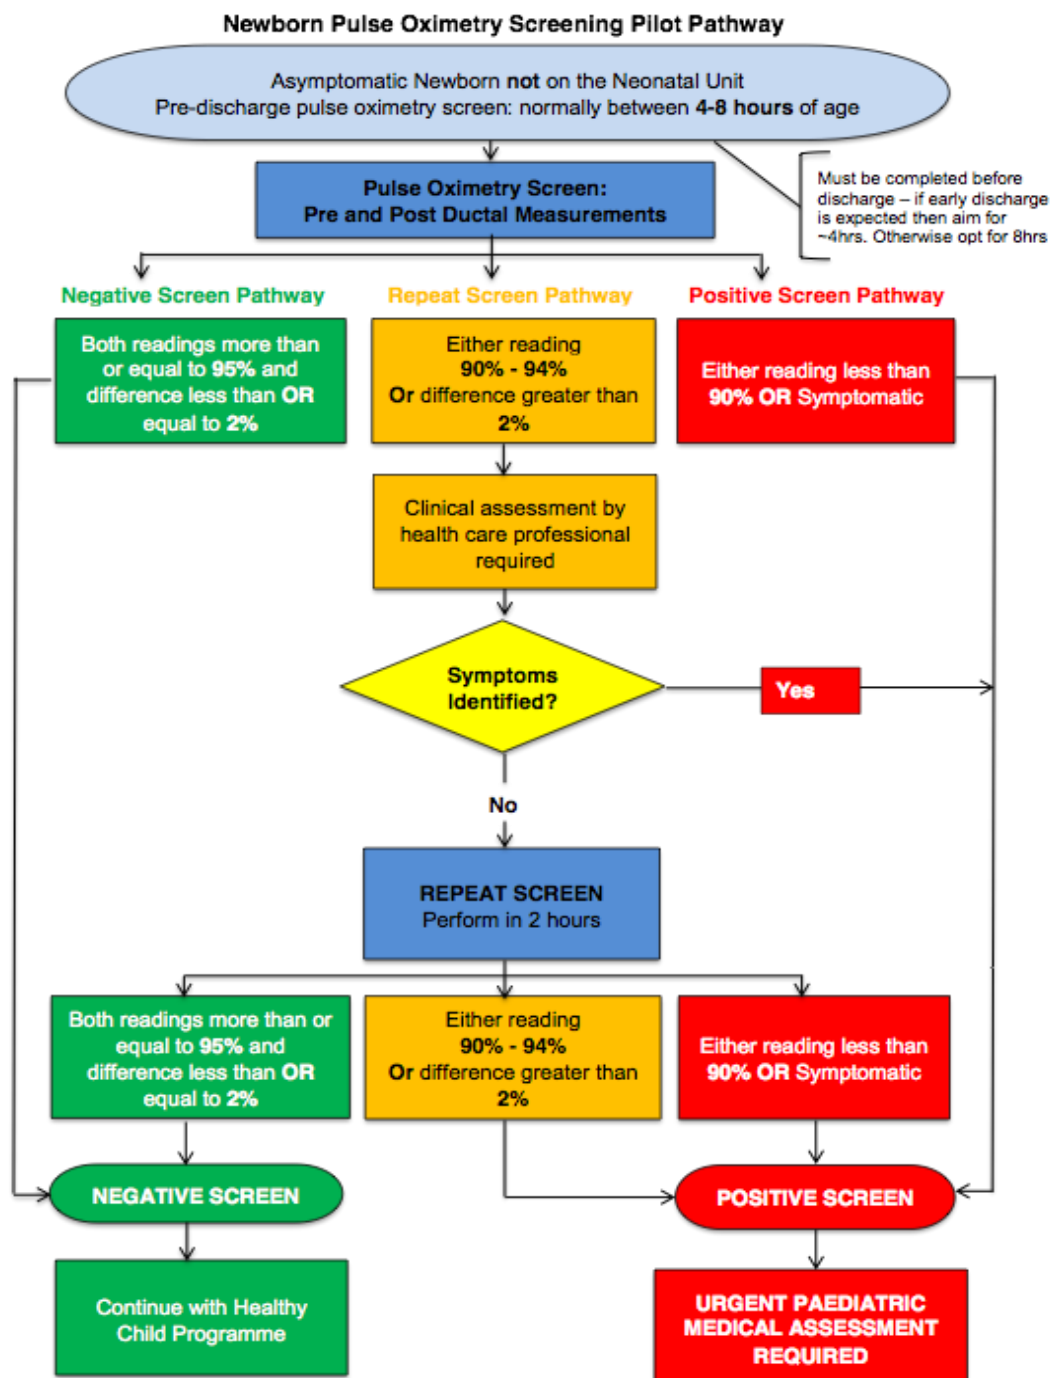 Newborn Pulse Oximetry Screening Pilot Pathway
Asymptomatic Newborn not on the Neonatal Unit
Pre-discharge pulse oximetry screen: normally between 4-8 hours of age
Pulse Oximetry Screen:
Pre and Post Ductal Measurements
Must be completed before
discharge – if early discharge
is expected then aim for
~4hrs. Otherwise opt for 8hrs
Negative Screen Pathway
Both readings more than
or equal to 95% and
difference less than OR
equal to 2%
Repeat Screen Pathway
Either reading
90% - 94%
Or difference greater than
2%
Positive Screen Pathway
Either reading less than
90% OR Symptomatic
Clinical assessment by
health care professional
required
Symptoms
Identified?
Yes
No
REPEAT SCREEN
Perform in 2 hours
Both readings more than or
equal to 95% and
difference less than OR
equal to 2%
Either reading
90% - 94%
Or difference greater than
2%
Either reading less than
90% OR Symptomatic
NEGATIVE SCREEN
POSITIVE SCREEN
Continue with Healthy
Child Programme
URGENT PAEDIATRIC
MEDICAL ASSESSMENT
REQUIRED